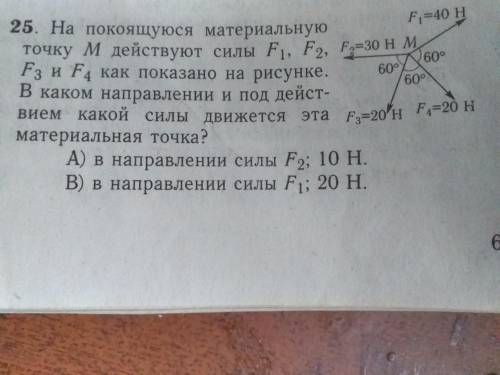 25. На покоящуюся материальную
точку M действуют силы F₁, F₂,
F₃ и F₄ как показано на рисунке.
В каком направлении и под дейст-
вием какой силы движется эта
материальная точка?
A) в направлении силы F₂; 10 Н.
B) в направлении силы F₁; 20 Н.
F₁=40 Н
F₂=30 Н M
60°
60°
60°
F₃=20 Н
F₄=20 Н
6